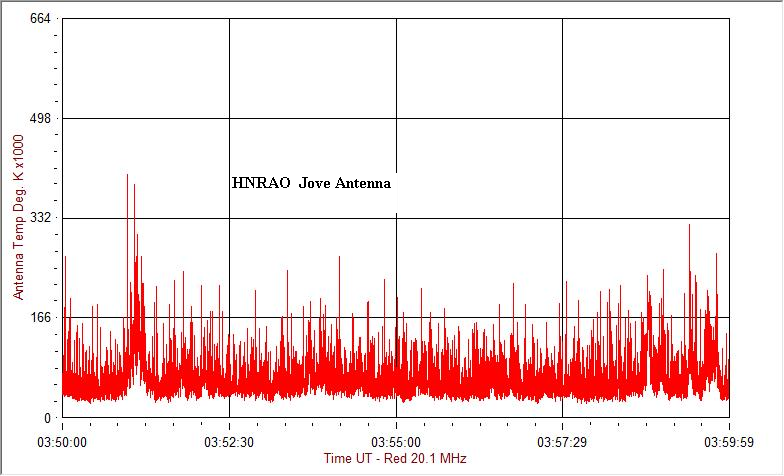 664
498
332
166
0
Antenna Temp Deg. K x1000
HNRAO  Jove Antenna
03:50:00 03:52:30 03:55:00 03:57:29 03:59:59
Time UT - Red 20.1 MHz